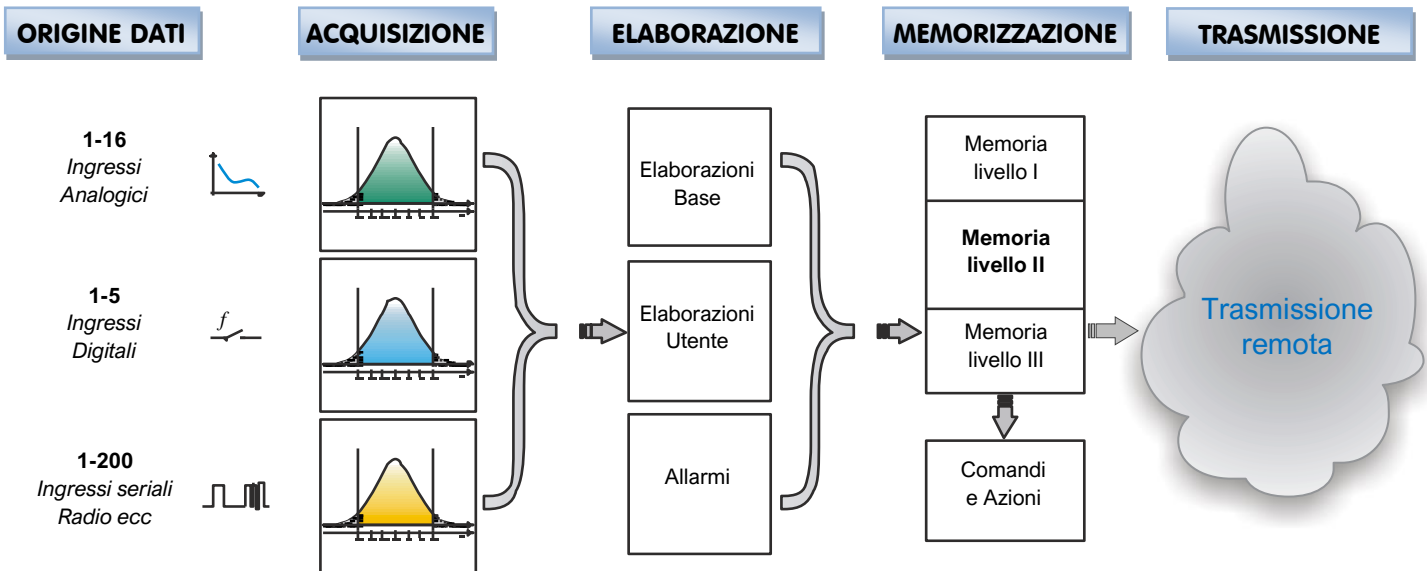 ORIGINE DATI
ACQUISIZIONE
ELABORAZIONE
MEMORIZZAZIONE
TRASMISSIONE
1-16
Ingressi
Analogici
1-5
Ingressi
Digitali
f
1-200
Ingressi seriali
Radio ecc
Elaborazioni
Base
Elaborazioni
Utente
Allarmi
Memoria
livello I
Memoria
livello II
Memoria
livello III
Comandi
e Azioni
Trasmissione
remota